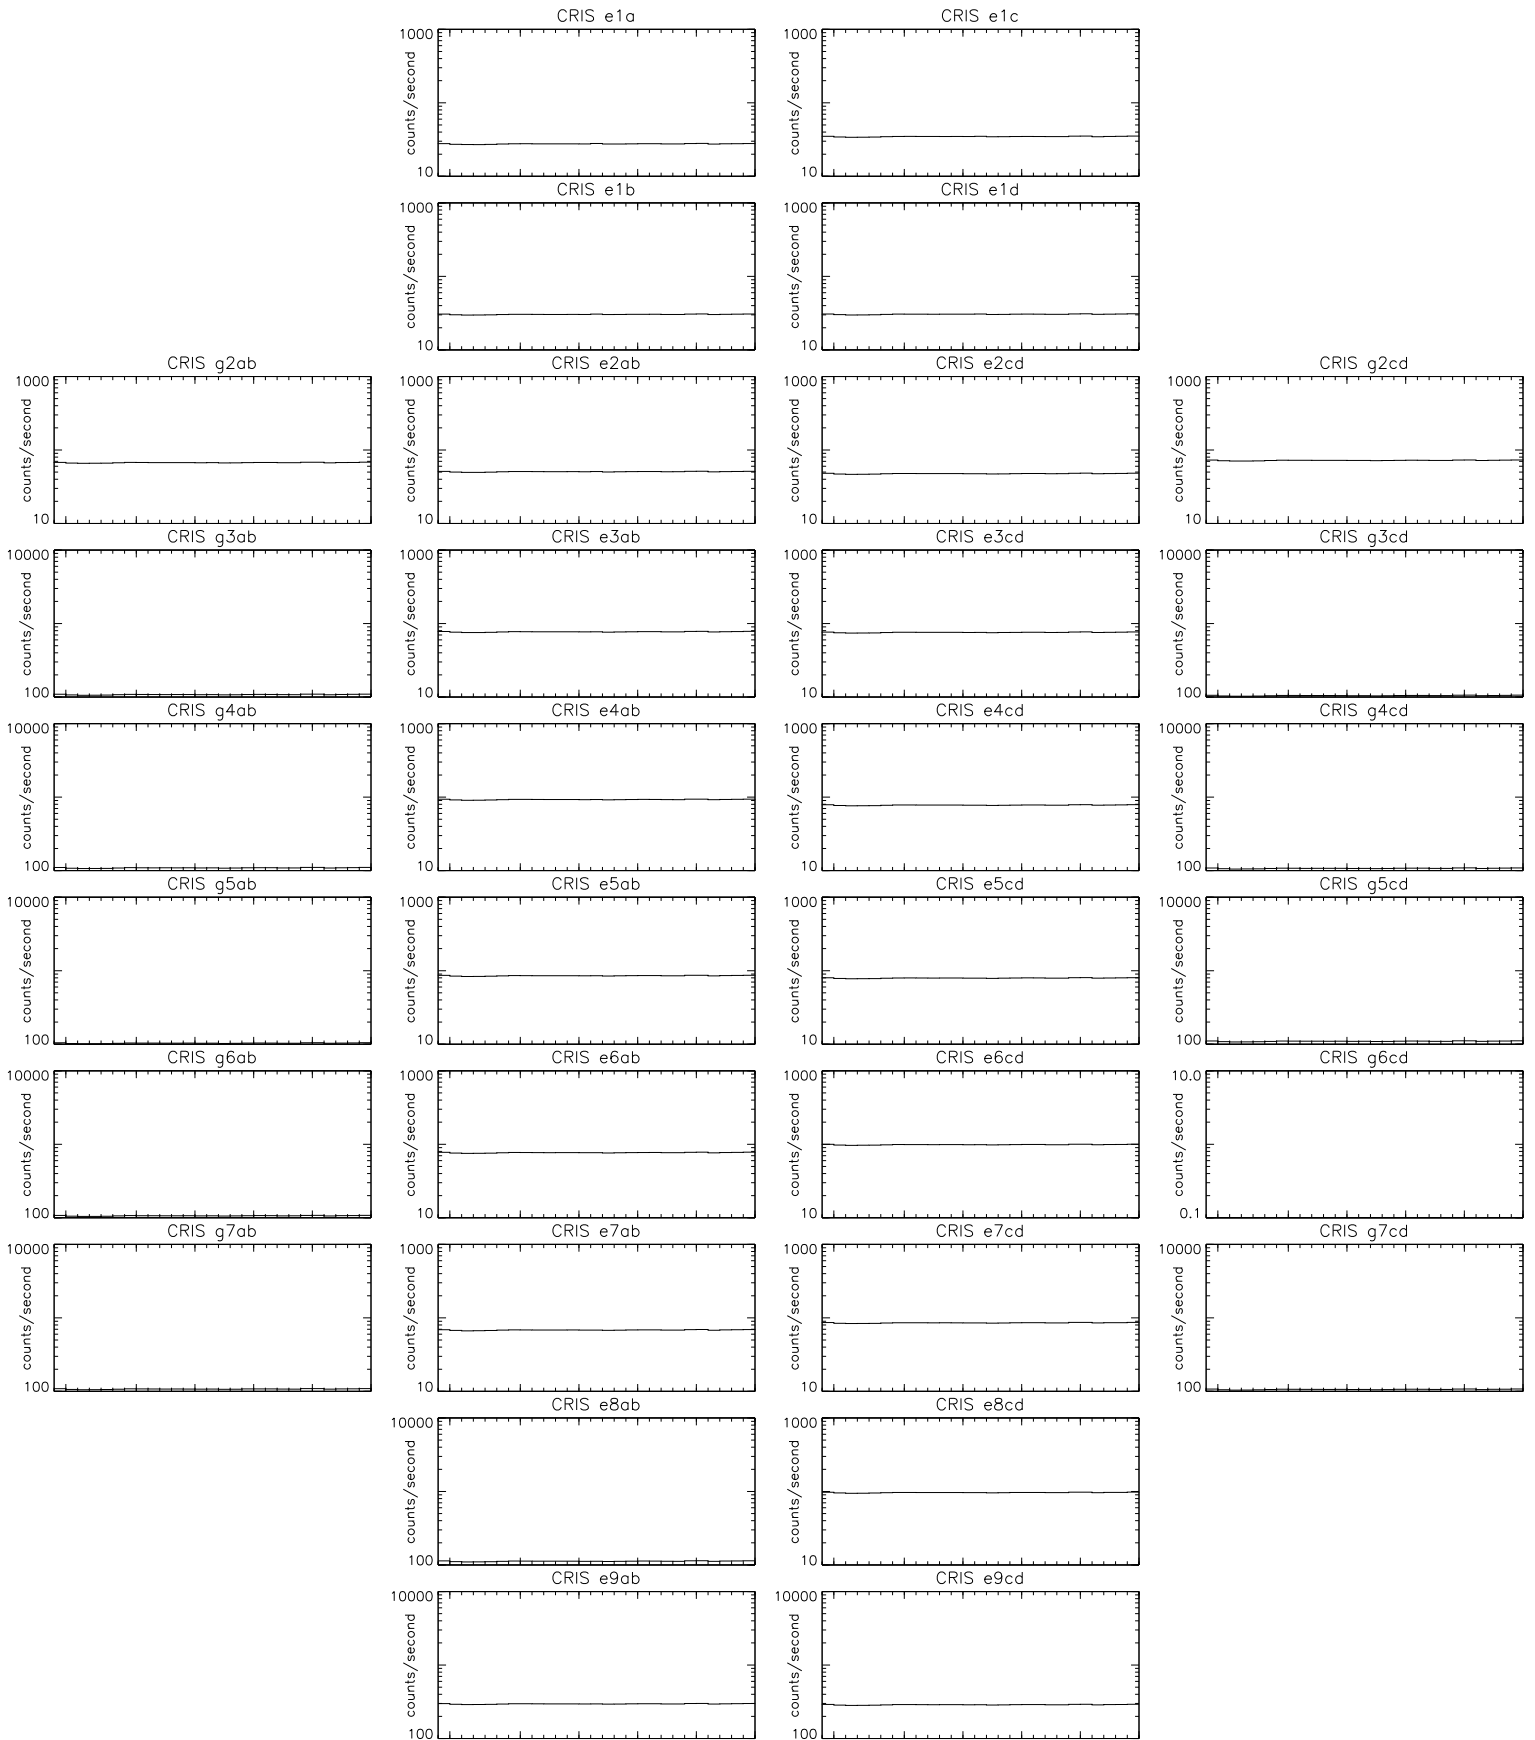 CRIS e1a
1000
counts/second
10
CRIS e1c
1000
counts/second
10
CRIS e1b
1000
counts/second
10
CRIS e1d
1000
counts/second
10
CRIS g2ab
1000
counts/second
10
CRIS e2ab
1000
counts/second
10
CRIS e2cd
1000
counts/second
10
CRIS g2cd
1000
counts/second
10
CRIS g3ab
10000
counts/second
100
CRIS e3ab
1000
counts/second
10
CRIS e3cd
1000
counts/second
10
CRIS g3cd
10000
counts/second
100
CRIS g4ab
10000
counts/second
100
CRIS e4ab
1000
counts/second
10
CRIS e4cd
1000
counts/second
10
CRIS g4cd
10000
counts/second
100
CRIS g5ab
10000
counts/second
100
CRIS e5ab
1000
counts/second
10
CRIS e5cd
1000
counts/second
10
CRIS g5cd
10000
counts/second
100
CRIS g6ab
10000
counts/second
100
CRIS e6ab
1000
counts/second
10
CRIS e6cd
1000
counts/second
10
CRIS g6cd
10.0
counts/second
0.1
CRIS g7ab
10000
counts/second
100
CRIS e7ab
1000
counts/second
10
CRIS e7cd
1000
counts/second
10
CRIS g7cd
10000
counts/second
100
CRIS e8ab
10000
counts/second
100
CRIS e8cd
1000
counts/second
10
CRIS e9ab
10000
counts/second
100
CRIS e9cd
10000
counts/second
100